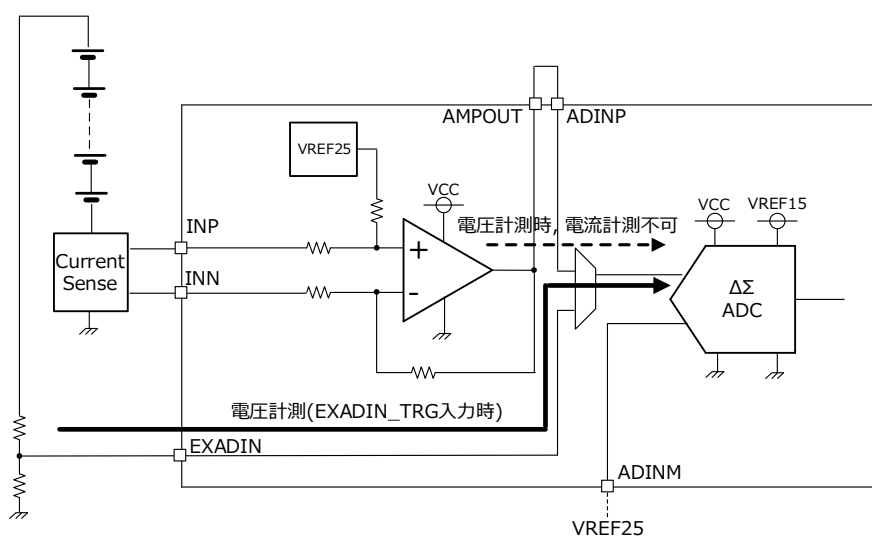 AMPOUT
ADINP
VREF25
VCC
INP
電圧計測時, 電流計測不可
VCC
VREF15
Current
Sense
INN
+
-
ΔΣ
ADC
電圧計測(EXADIN_TRG入力時)
EXADIN
ADINM
VREF25